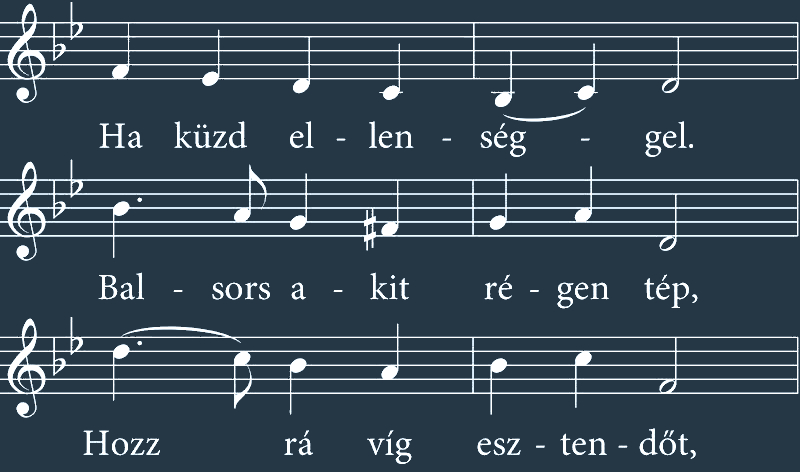 Ha küzd el - len - ség - gel.
Bal - sors a - kit ré - gen tép,
Hozz rá víg esz - ten - dőt,